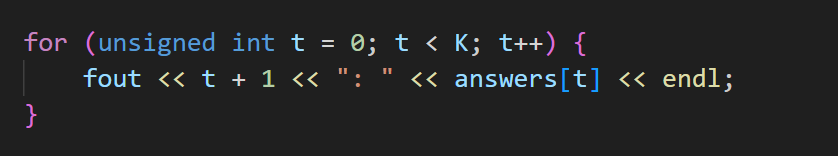 for (unsigned int t = 0; t < K; t++) {
    fout << t + 1 << ": " << answers[t] << endl;
}